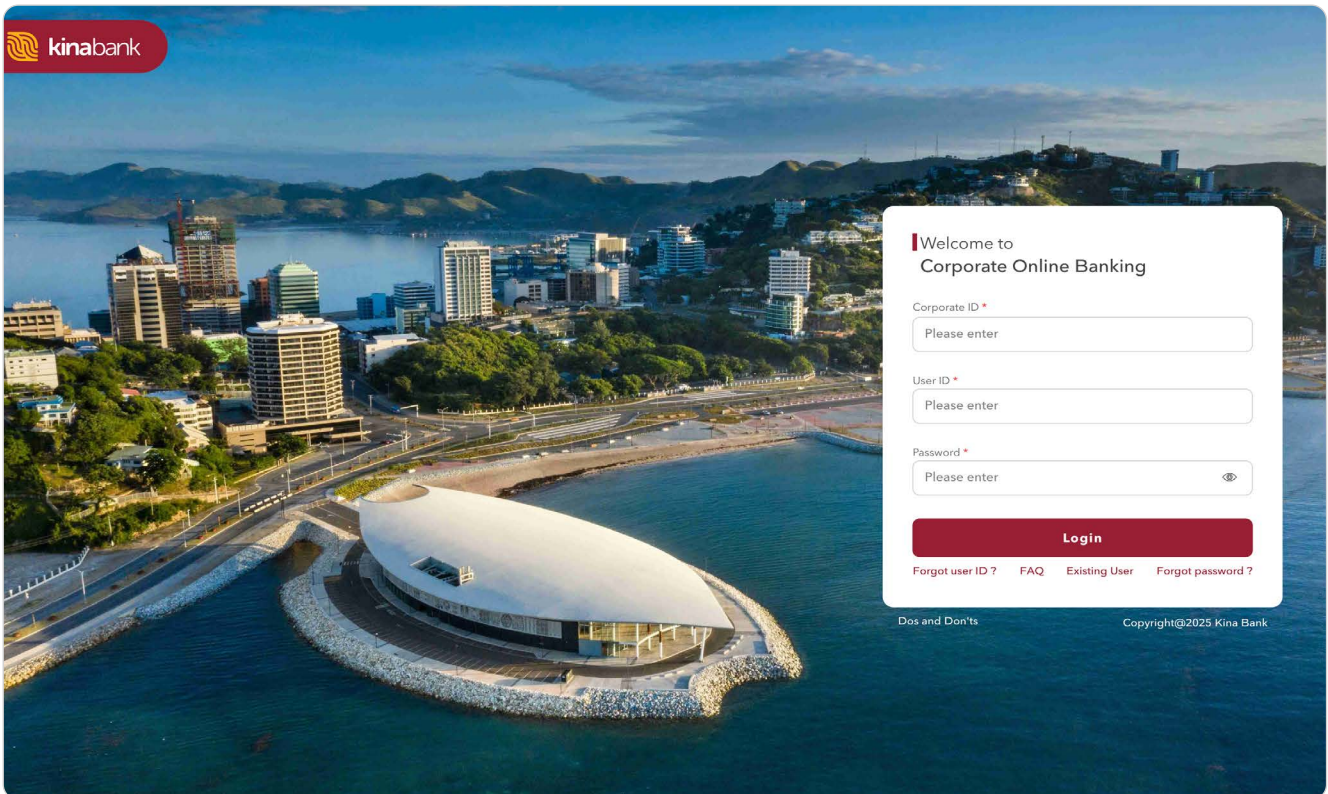 kinabank
Welcome to
Corporate Online Banking
Corporate ID *
Please enter
User ID *
Please enter
Password *
Please enter
Login
Forgot user ID ? FAQ Existing User Forgot password ?
Dos and Don'ts Copyright@2025 Kina Bank